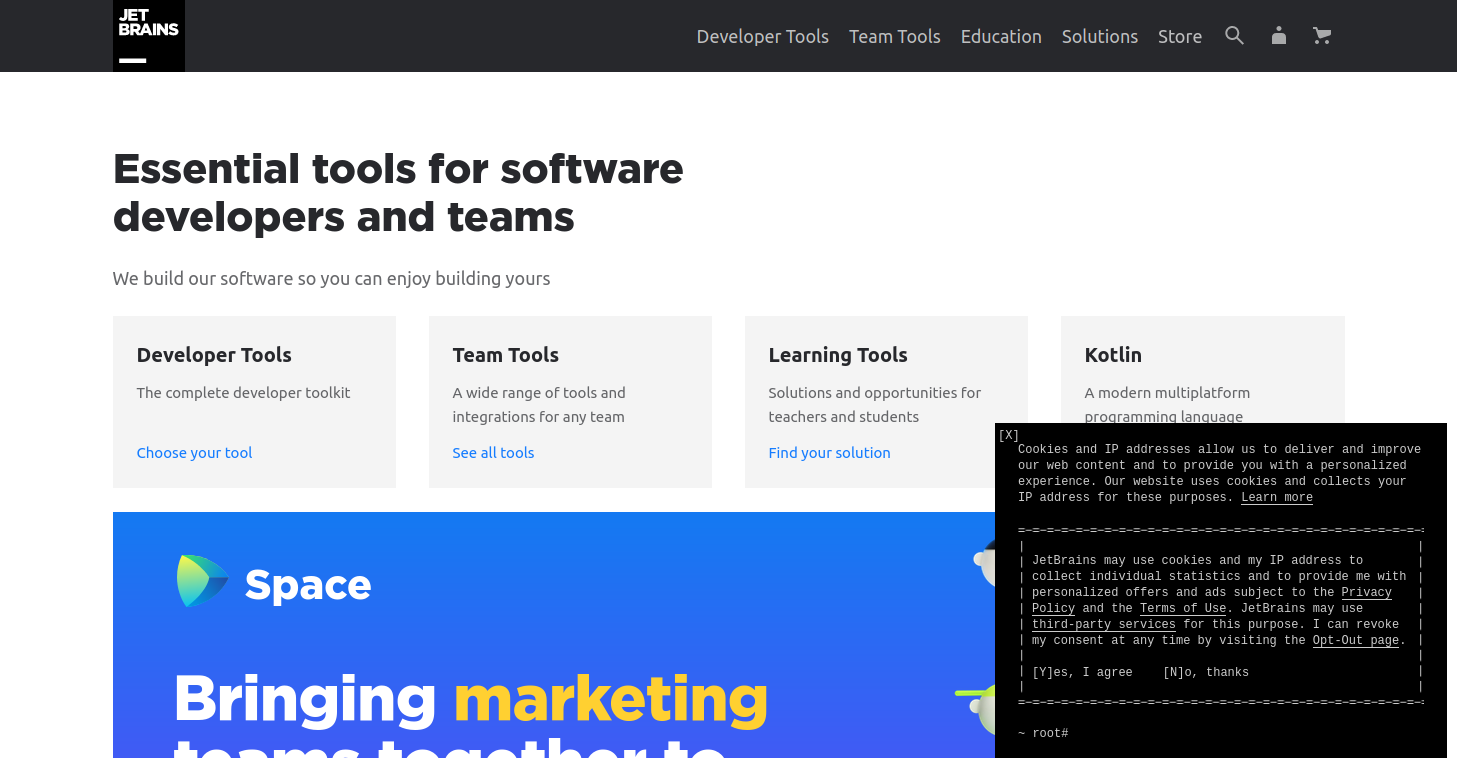 JET
BRAINS
Developer Tools Team Tools Education Solutions Store
Essential tools for software
developers and teams
We build our software so you can enjoy building yours
Developer Tools
The complete developer toolkit
Choose your tool
Team Tools
A wide range of tools and
integrations for any team
See all tools
Learning Tools
Solutions and opportunities for
teachers and students
Find your solution
Kotlin
A modern multiplatform
programming language
Space
Bringing marketing
teams together to
[X]
Cookies and IP addresses allow us to deliver and improve
our web content and to provide you with a personalized
experience. Our website uses cookies and collects your
IP address for these purposes. Learn more
JetBrains may use cookies and my IP address to
collect individual statistics and to provide me with
personalized offers and ads subject to the Privacy
Policy and the Terms of Use. JetBrains may use
third-party services for this purpose. I can revoke
my consent at any time by visiting the Opt-Out page.
[Y]es, I agree [N]o, thanks
~ root#